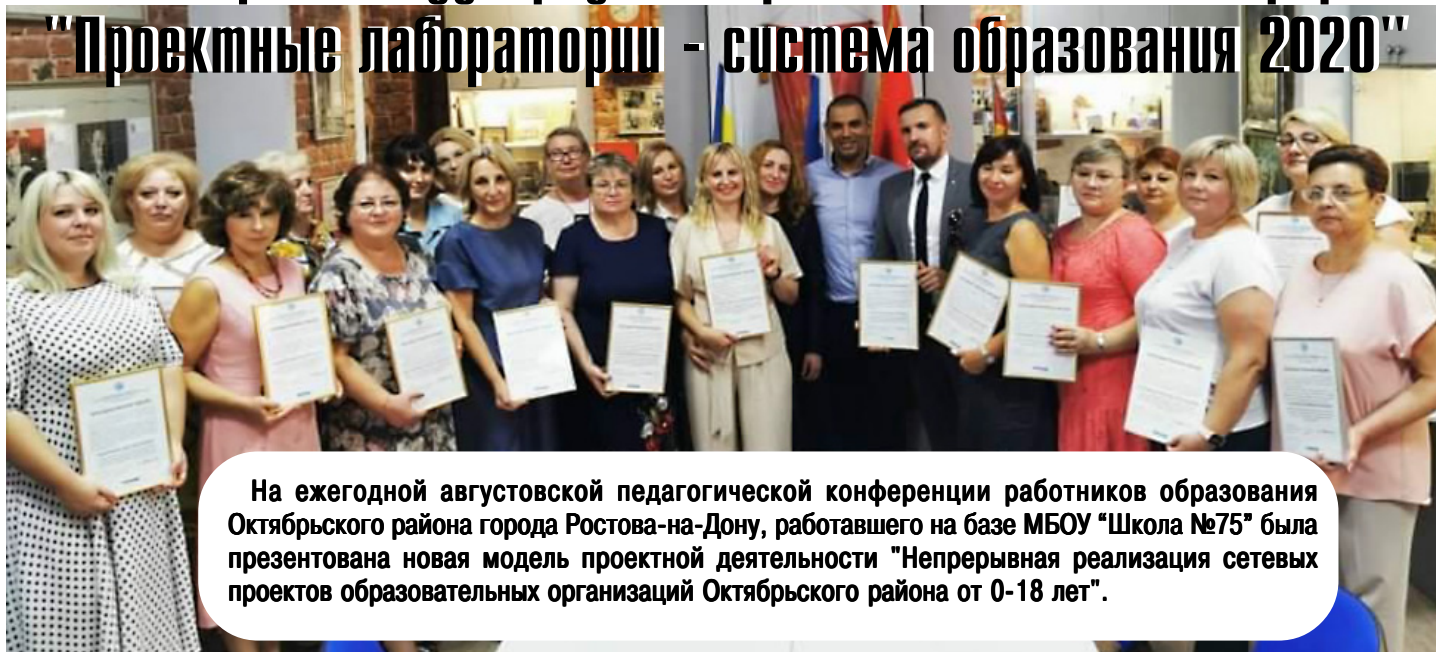 "Проектные лаборатории - система образования 2020"
На ежегодной августовской педагогической конференции работников образования
Октябрьского района города Ростова-на-Дону, работавшего на базе МБОУ “Школа №75” была
презентована новая модель проектной деятельности "Непрерывная реализация сетевых
проектов образовательных организаций Октябрьского района от 0-18 лет".